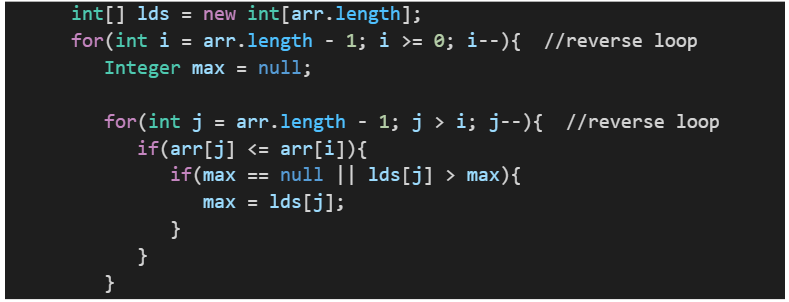 int[] lds = new int[arr.length];
for(int i = arr.length - 1; i >= 0; i--){  //reverse loop
Integer max = null;
for(int j = arr.length - 1; j > i; j--){  //reverse loop
if(arr[j] <= arr[i]){
if(max == null || lds[j] > max){
max = lds[j];
}
}
}